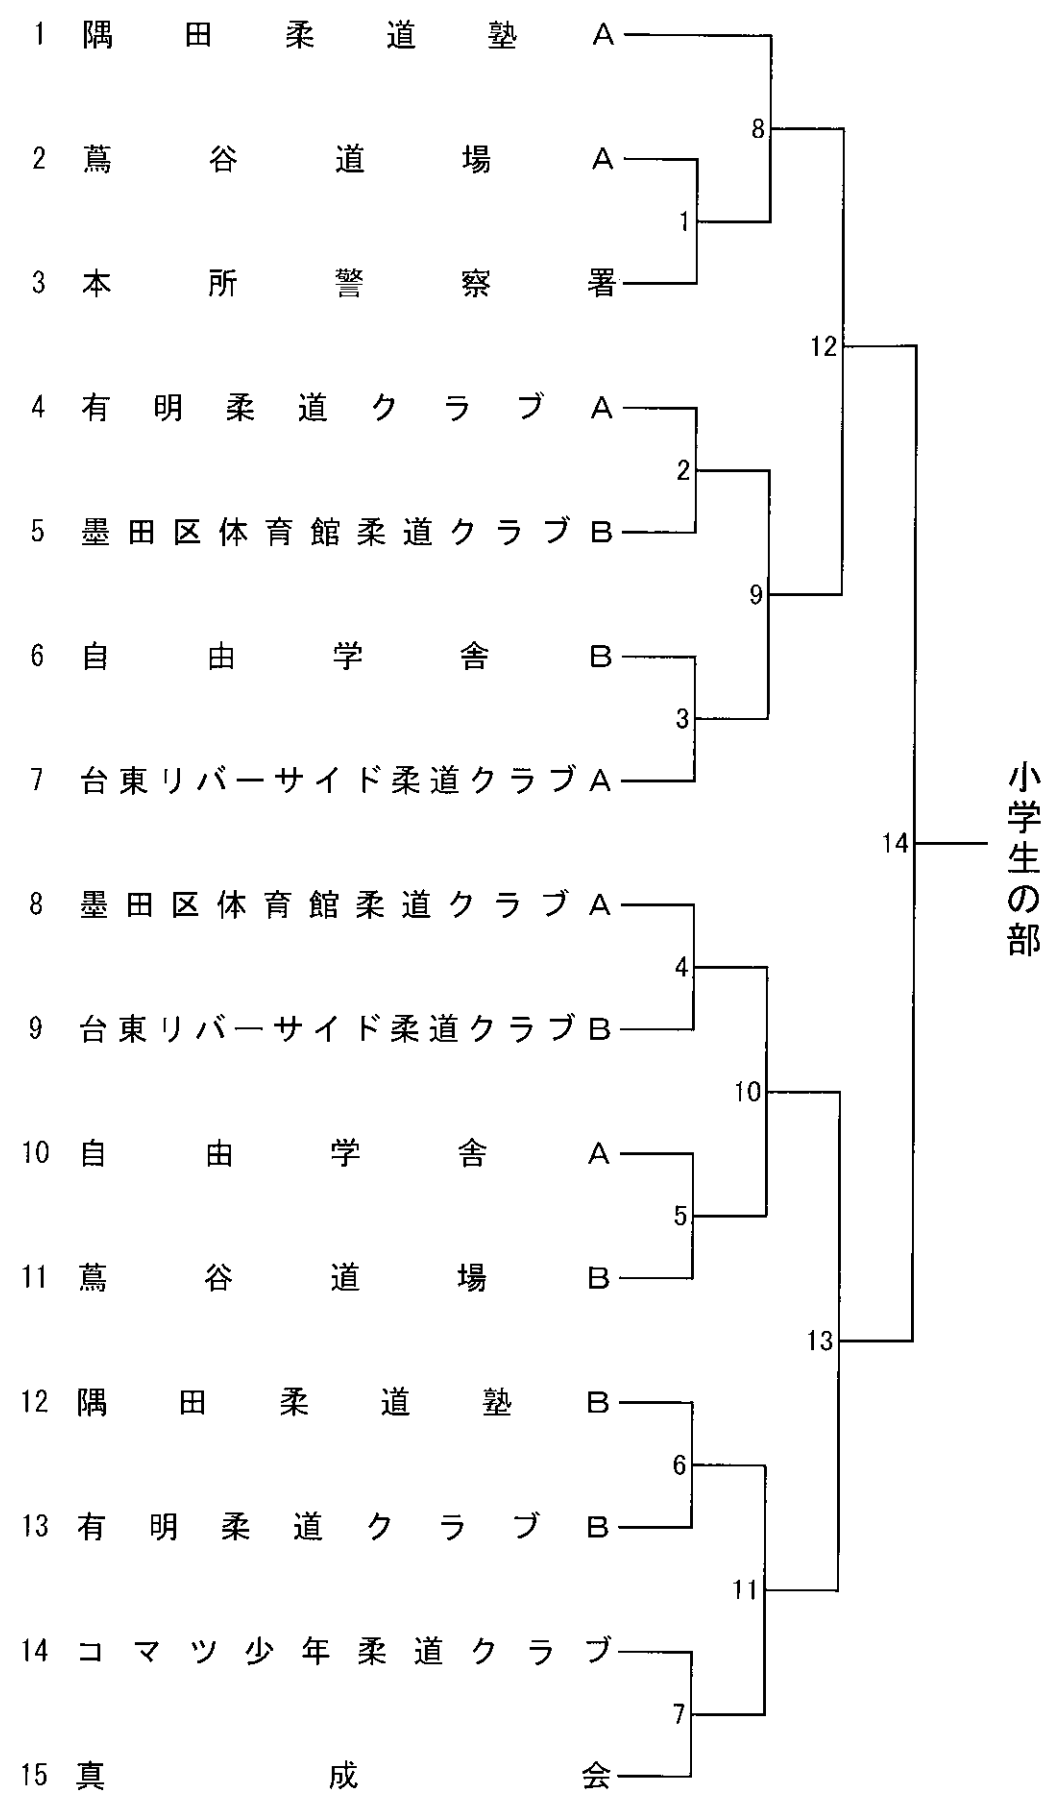 1 隅田柔道塾 A
8
2 蔦谷道場 A
1
3 本所警察署
12
4 有明柔道クラブ A
2
5 墨田区体育館柔道クラブ B
9
6 自由学舎 B
3
7 台東リバーサイド柔道クラブ A
14
小学生の部
8 墨田区体育館柔道クラブ A
4
9 台東リバーサイド柔道クラブ B
10
10 自由学舎 A
5
11 蔦谷道場 B
13
12 隅田柔道塾 B
6
13 有明柔道クラブ B
11
14 コマツ少年柔道クラブ
7
15 真成会